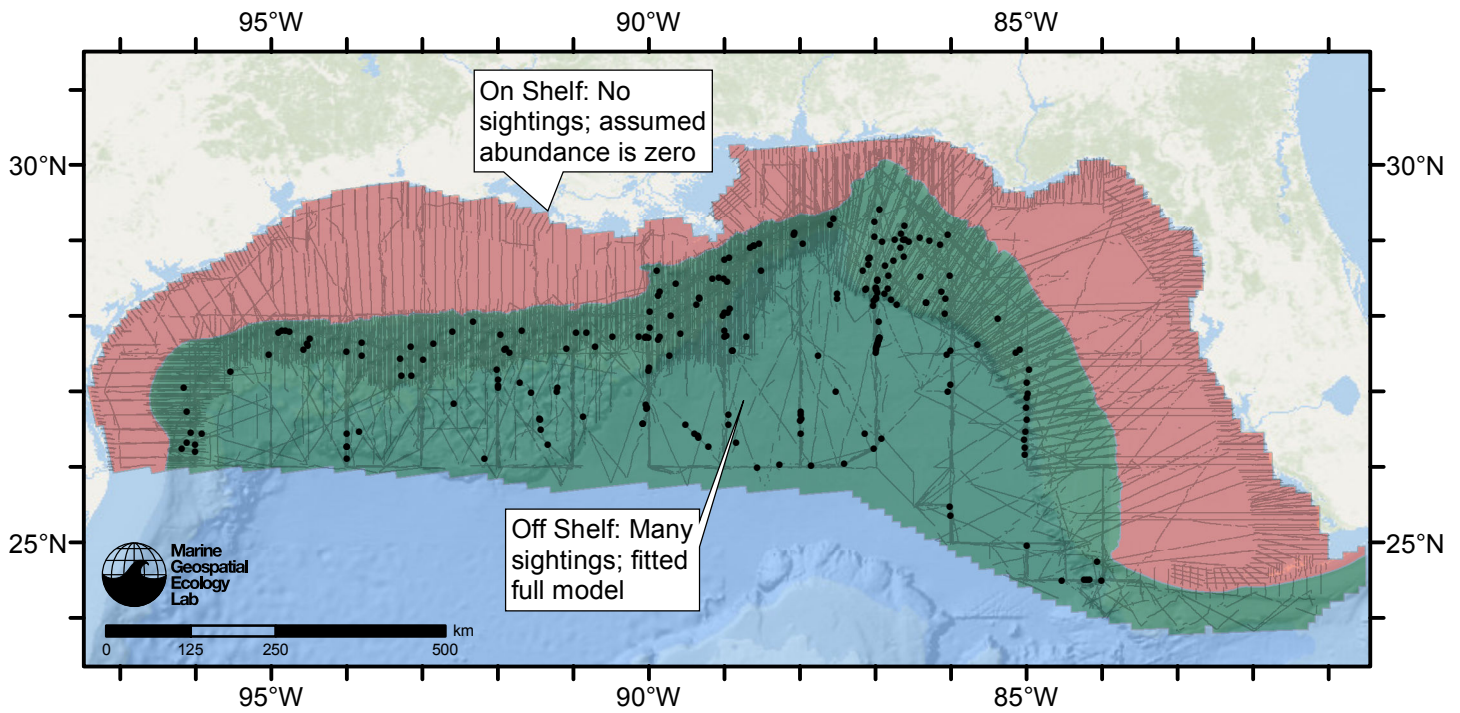 95°W
90°W
85°W
On Shelf: No
sightings; assumed
abundance is zero
30°N
30°N
Off Shelf: Many
sightings; fitted
full model
25°N
25°N
Marine
Geospatial
Ecology
Lab
km
0
125
250
500
95°W
90°W
85°W